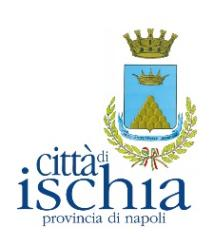 città di
ischia
provincia di napoli